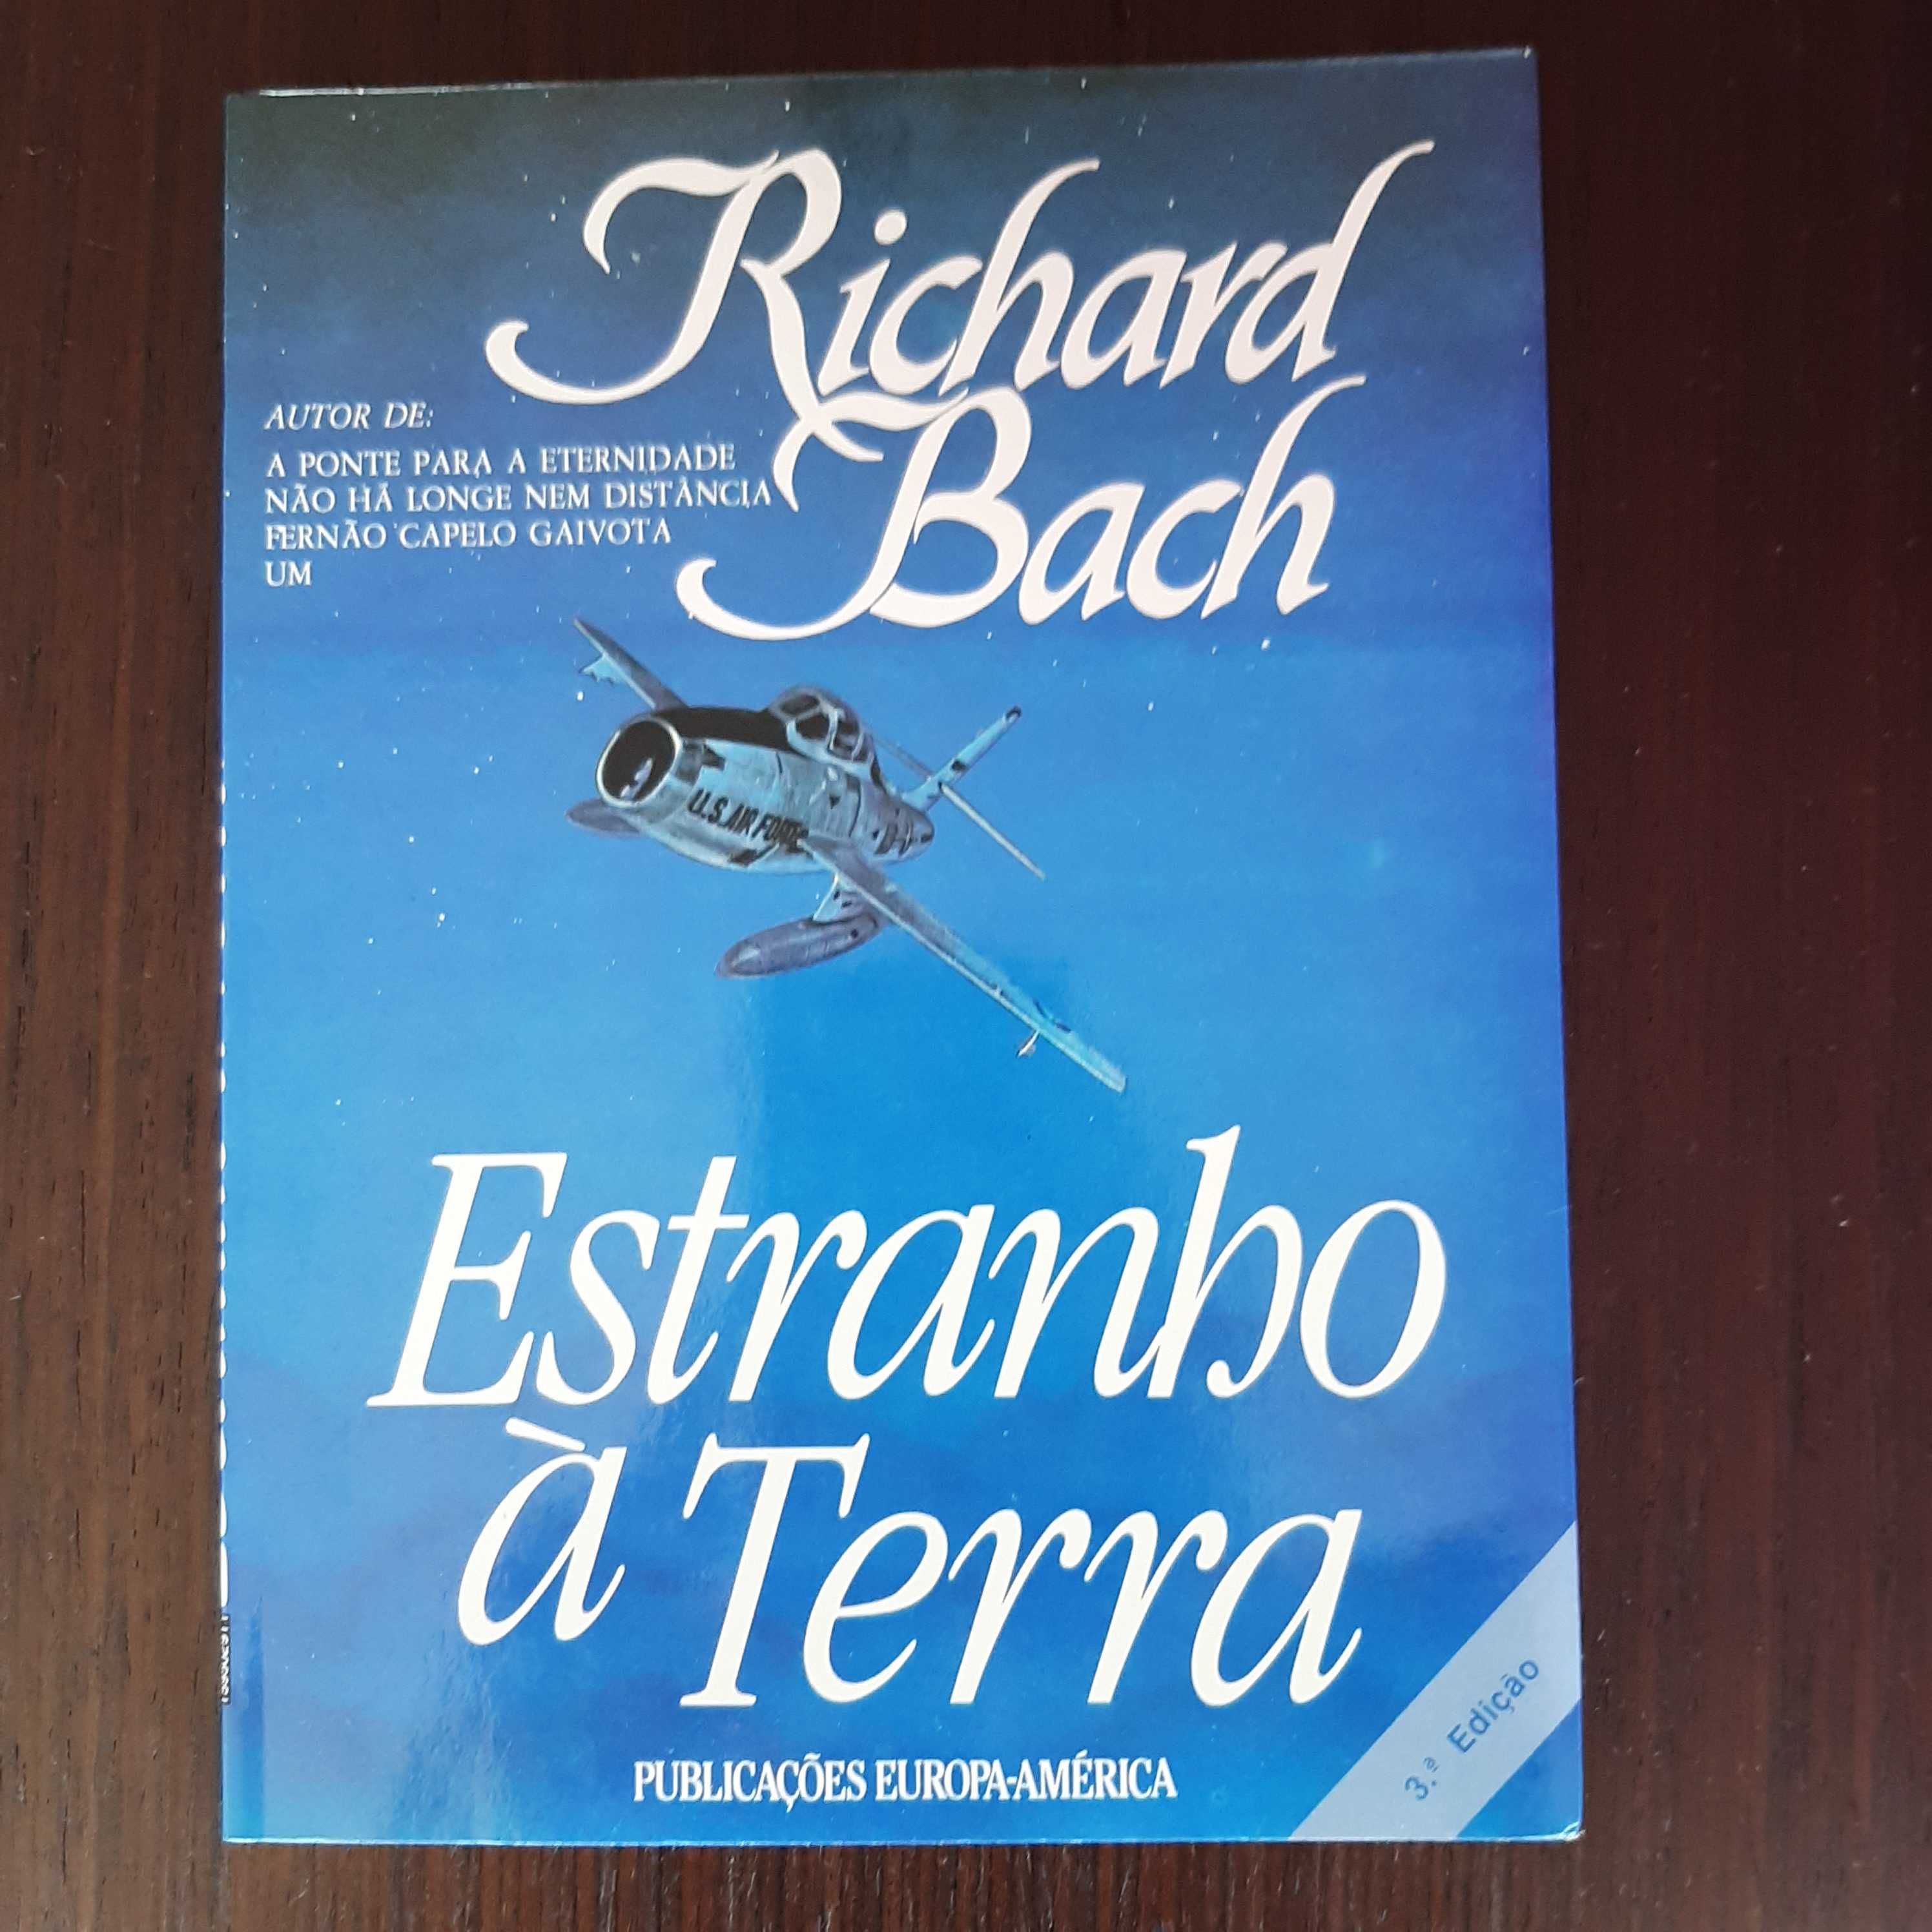 Richard
Bach
AUTOR DE:
A PONTE PARA A ETERNIDADE
NÃO HÁ LONGE NEM DISTÂNCIA
FERNÃO CAPELO GAIVOTA
UM
U.S. AIR FORCE
Estranho
à Terra
PUBLICAÇÕES EUROPA-AMÉRICA
3.ª Edição